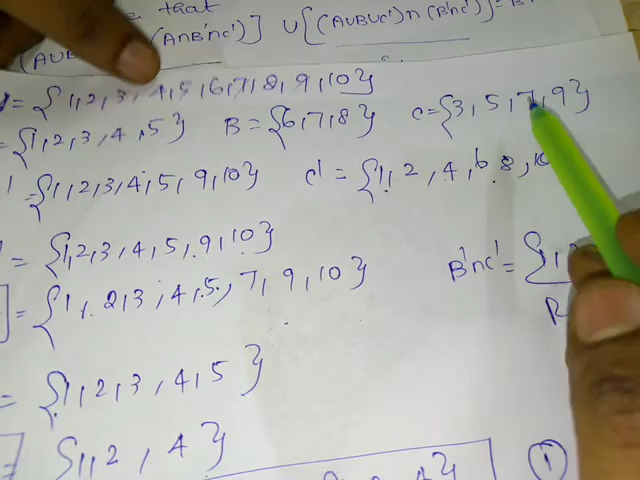 that
(AUB (A∩B'∩C')] U [(AUBUC')∩(B'∩C')] = B'
= {1,2,3,4,5,6,7,8,9,10}
= {1,2,3,4,5} B = {6,7,8} C = {3,5,7,9}
' = {1,2,3,4,5,9,10} C' = {1,2,4,6,8,10
= {1,2,3,4,5,9,10}
] = {1,2,3,4,5,7,9,10} B'∩C' = {1,2
= {1,2,3,4,5}
= {1,2,4} ①